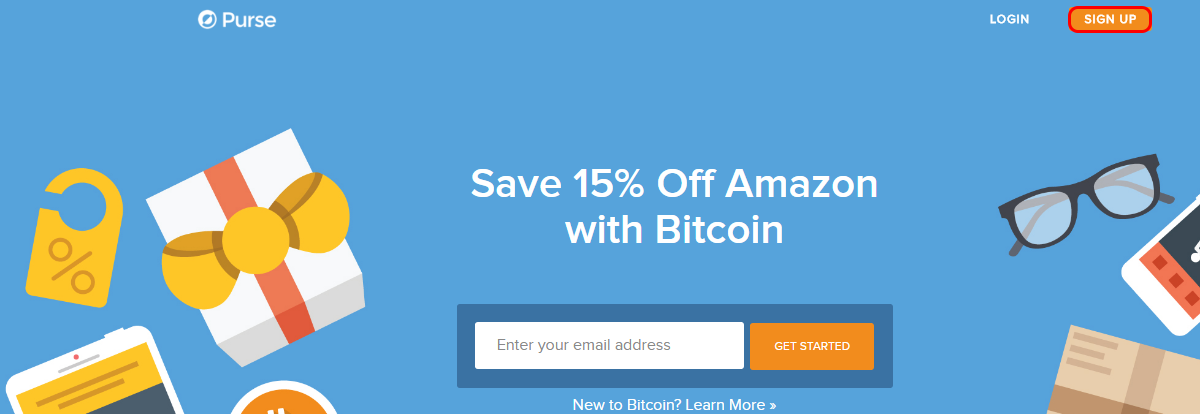 Purse
LOGIN
SIGN UP
Save 15% Off Amazon
with Bitcoin
Enter your email address
GET STARTED
New to Bitcoin? Learn More »